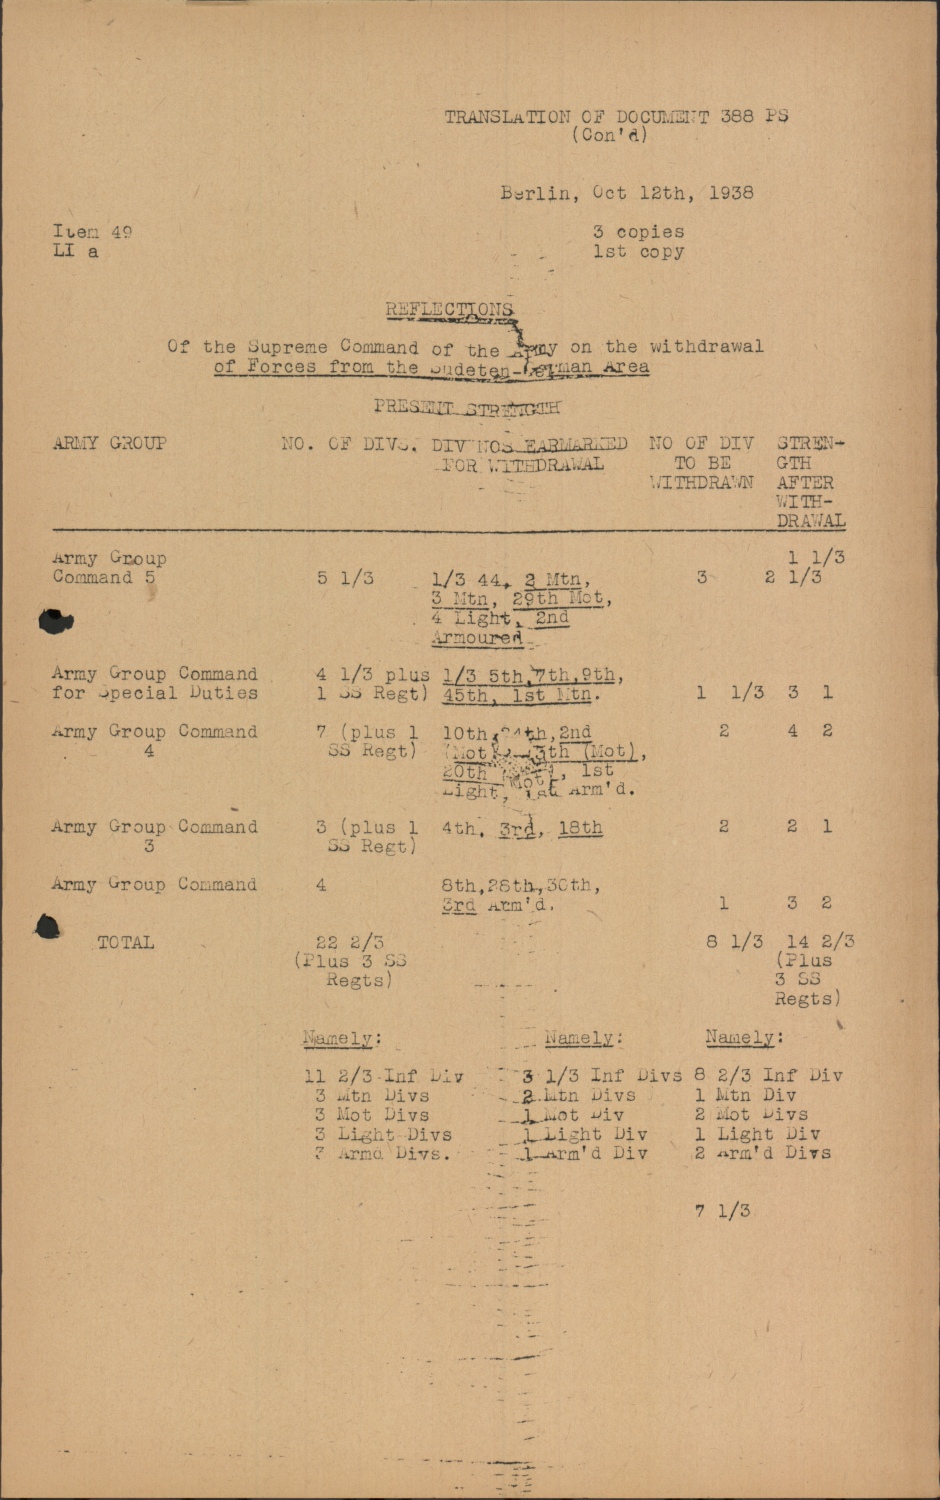 TRANSLATION OF DOCUMENT 388 PS
(Con'd)
Berlin, Oct 12th, 1938
Item 49 3 copies
LI a 1st copy
REFLECTIONS
Of the Supreme Command of the Army on the withdrawal
of Forces from the Sudeten-German Area
PRESENT STRENGTH
ARMY GROUP NO. OF DIVS. DIV NOS EARMARKED NO OF DIV STREN-
FOR WITHDRAWAL TO BE GTH
WITHDRAWN AFTER
WITH-
DRAWAL
Army Group 1 1/3
Command 5 5 1/3 1/3 44, 2 Mtn, 3 2 1/3
3 Mtn, 29th Mot,
4 Light, 2nd
Armoured
Army Group Command 4 1/3 plus 1/3 5th, 7th, 9th,
for Special Duties 1 SS Regt) 45th, 1st Mtn. 1 1/3 3 1
Army Group Command 7 (plus 1 10th, 24th, 2nd 2 4 2
4 SS Regt) (Mot), 13th (Mot),
20th (Mot), 1st
Light, 1st Arm'd.
Army Group Command 3 (plus 1 4th, 3rd, 18th 2 2 1
3 SS Regt)
Army Group Command 4 8th, 28th, 30th,
3rd Arm'd. 1 3 2
TOTAL 22 2/3 8 1/3 14 2/3
(Plus 3 SS (Plus
Regts) 3 SS
Regts)
Namely: Namely: Namely:
11 2/3 Inf Div 3 1/3 Inf Divs 8 2/3 Inf Div
3 Mtn Divs 2 Mtn Divs 1 Mtn Div
3 Mot Divs 1 Mot Div 2 Mot Divs
3 Light Divs 1 Light Div 1 Light Div
Armd Divs. 1 Arm'd Div 2 Arm'd Divs
7 1/3